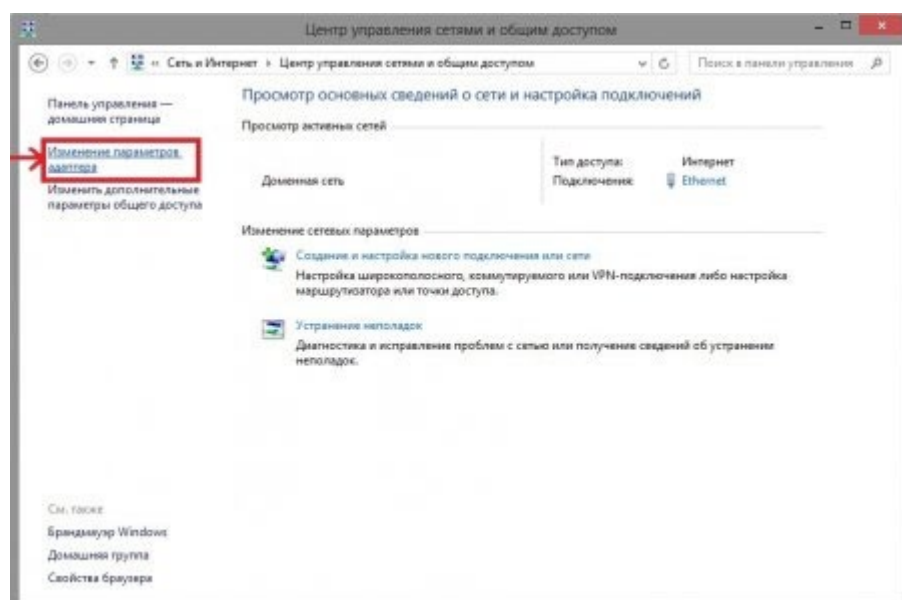 Центр управления сетями и общим доступом
« Сеть и Интернет › Центр управления сетями и общим доступом
Поиск в панели управления
Панель управления —
домашняя страница
Изменение параметров
адаптера
Изменить дополнительные
параметры общего доступа
Просмотр основных сведений о сети и настройка подключений
Просмотр активных сетей
Доменная сеть
Тип доступа: Интернет
Подключения: Ethernet
Изменение сетевых параметров
Создание и настройка нового подключения или сети
Настройка широкополосного, коммутируемого или VPN-подключения либо настройка
маршрутизатора или точки доступа.
Устранение неполадок
Диагностика и исправление проблем с сетью или получение сведений об устранении
неполадок.
См. также
Брандмауэр Windows
Домашняя группа
Свойства браузера